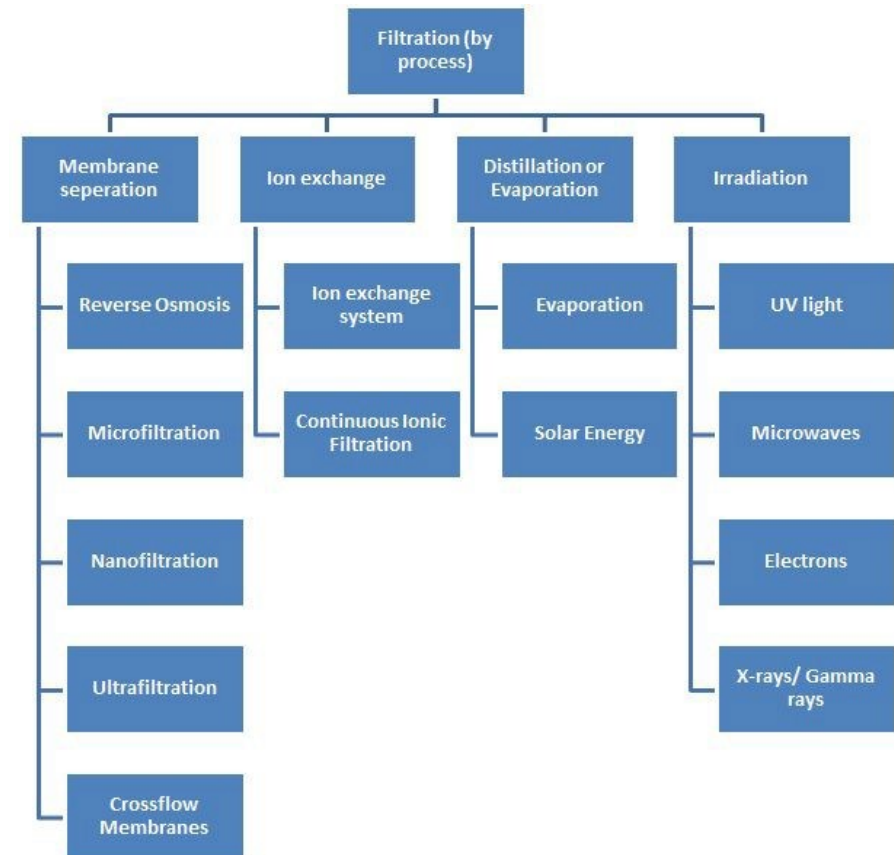 Filtration (by
process)
Membrane
seperation
Ion exchange
Distillation or
Evaporation
Irradiation
Reverse Osmosis
Ion exchange
system
Evaporation
UV light
Microfiltration
Continuous Ionic
Filtration
Solar Energy
Microwaves
Nanofiltration
Electrons
Ultrafiltration
X-rays/ Gamma
rays
Crossflow
Membranes